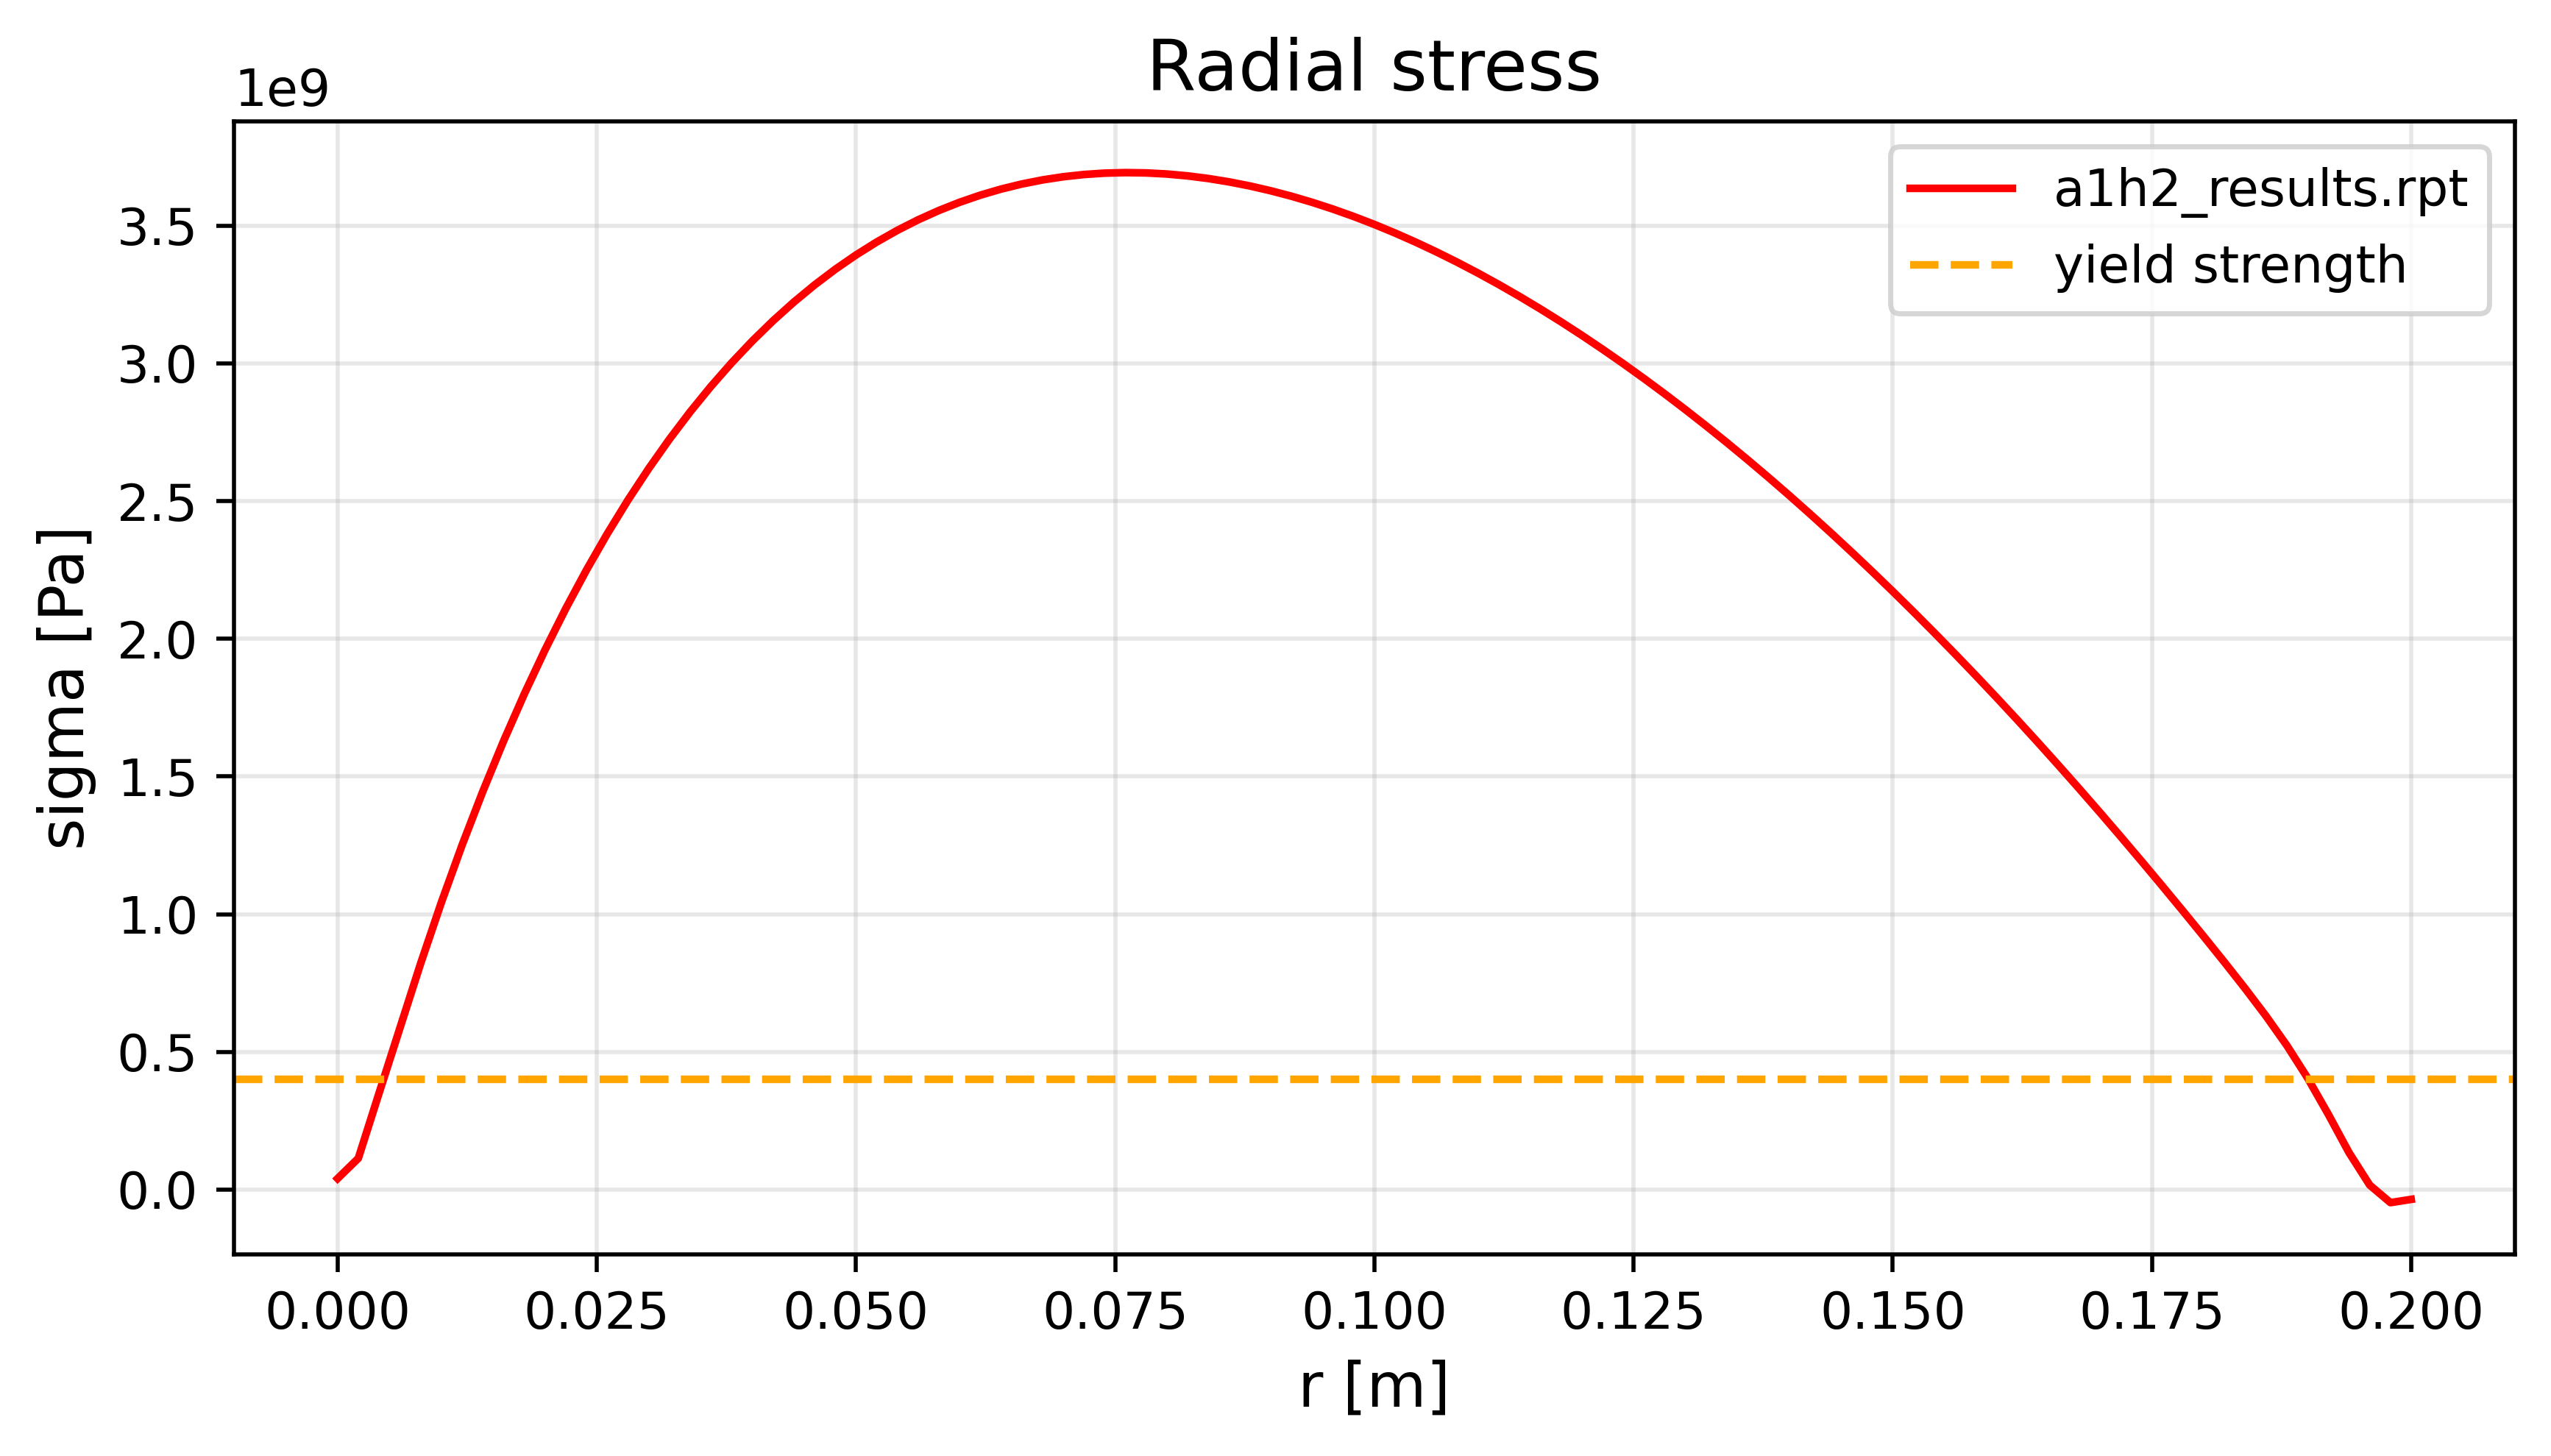 Radial stress
1e9
a1h2_results.rpt
yield strength
3.5
3.0
2.5
2.0
1.5
1.0
0.5
0.0
sigma [Pa]
0.000 0.025 0.050 0.075 0.100 0.125 0.150 0.175 0.200
r [m]